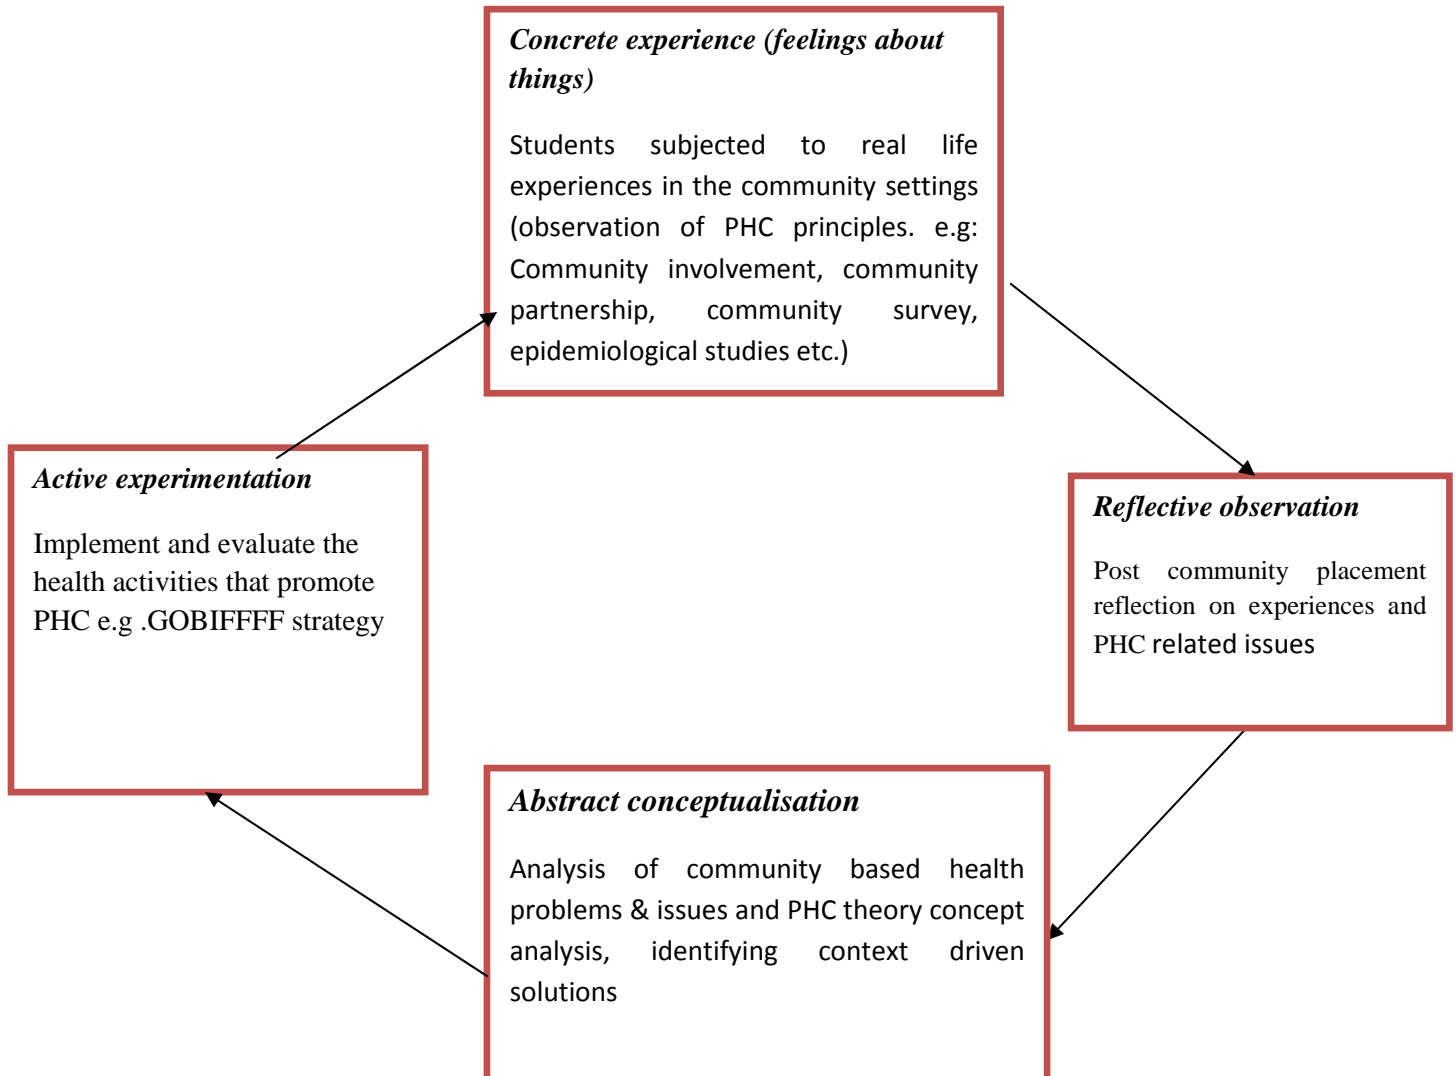 Concrete experience (feelings about
things)
Students subjected to real life
experiences in the community settings
(observation of PHC principles. e.g:
Community involvement, community
partnership, community survey,
epidemiological studies etc.)
Active experimentation
Implement and evaluate the
health activities that promote
PHC e.g .GOBIFFFF strategy
Reflective observation
Post community placement
reflection on experiences and
PHC related issues
Abstract conceptualisation
Analysis of community based health
problems & issues and PHC theory concept
analysis, identifying context driven
solutions